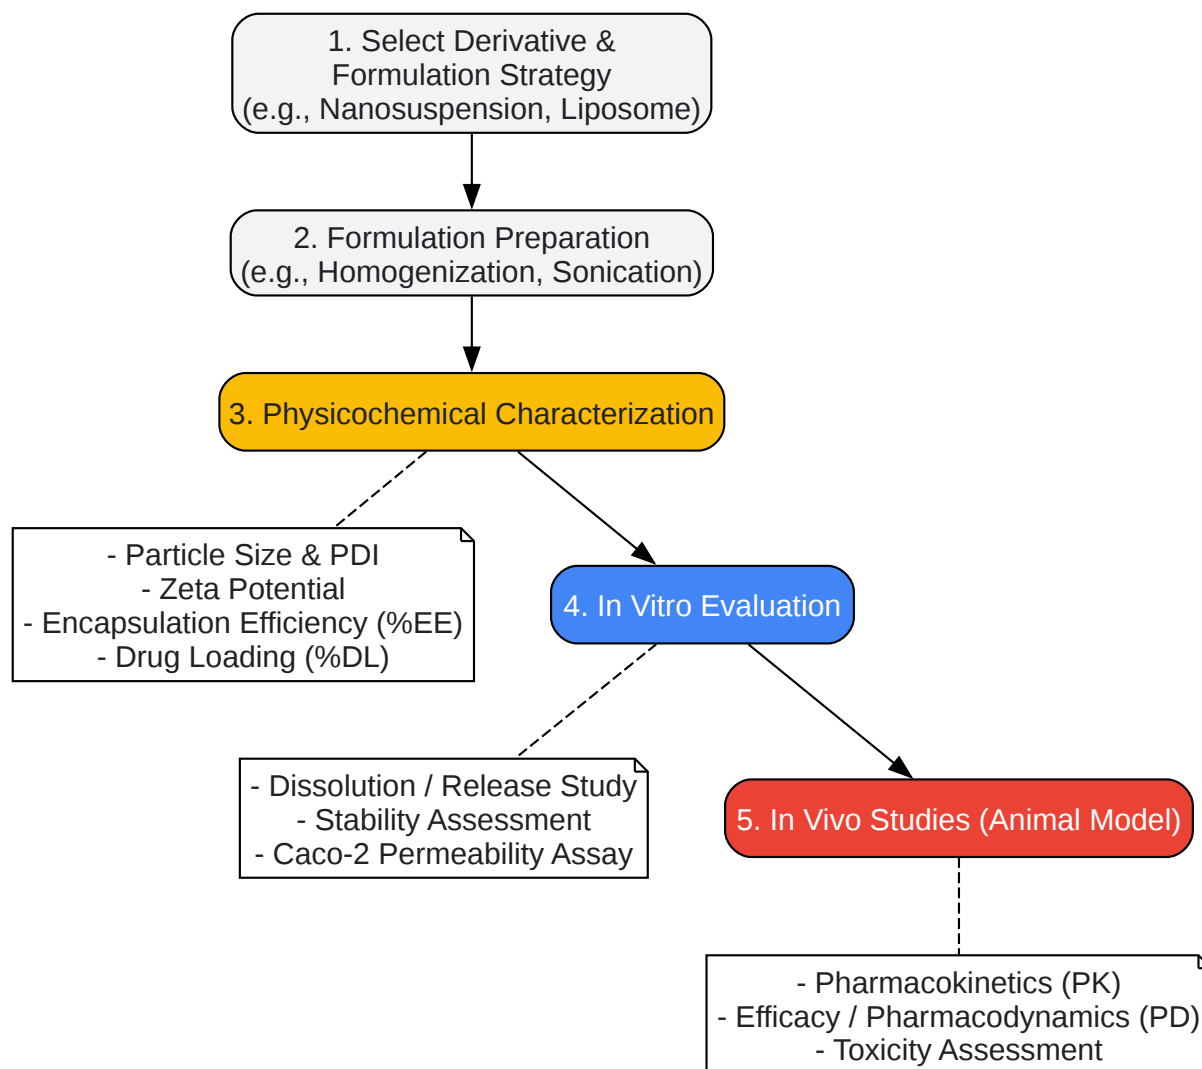 1. Select Derivative &
Formulation Strategy
(e.g., Nanosuspension, Liposome)
2. Formulation Preparation
(e.g., Homogenization, Sonication)
3. Physicochemical Characterization
- Particle Size & PDI
- Zeta Potential
- Encapsulation Efficiency (%EE)
- Drug Loading (%DL)
4. In Vitro Evaluation
- Dissolution / Release Study
- Stability Assessment
- Caco-2 Permeability Assay
5. In Vivo Studies (Animal Model)
- Pharmacokinetics (PK)
- Efficacy / Pharmacodynamics (PD)
- Toxicity Assessment